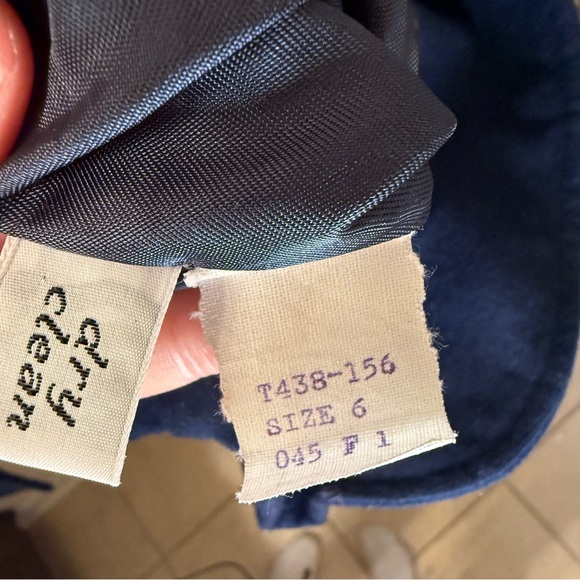 dry
clean
T438-156
SIZE 6
045 F 1